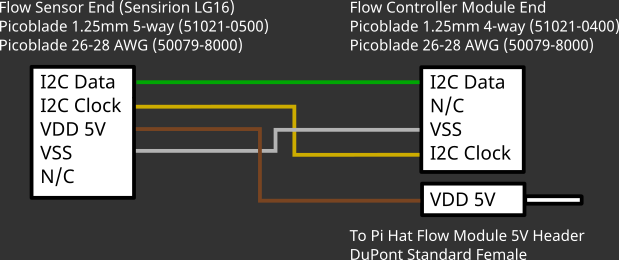 Flow Sensor End (Sensirion LG16)
Picoblade 1.25mm 5-way (51021-0500)
Picoblade 26-28 AWG (50079-8000)
Flow Controller Module End
Picoblade 1.25mm 4-way (51021-0400)
Picoblade 26-28 AWG (50079-8000)
I2C Data
I2C Clock
VDD 5V
VSS
N/C
I2C Data
N/C
VSS
I2C Clock
VDD 5V
To Pi Hat Flow Module 5V Header
DuPont Standard Female